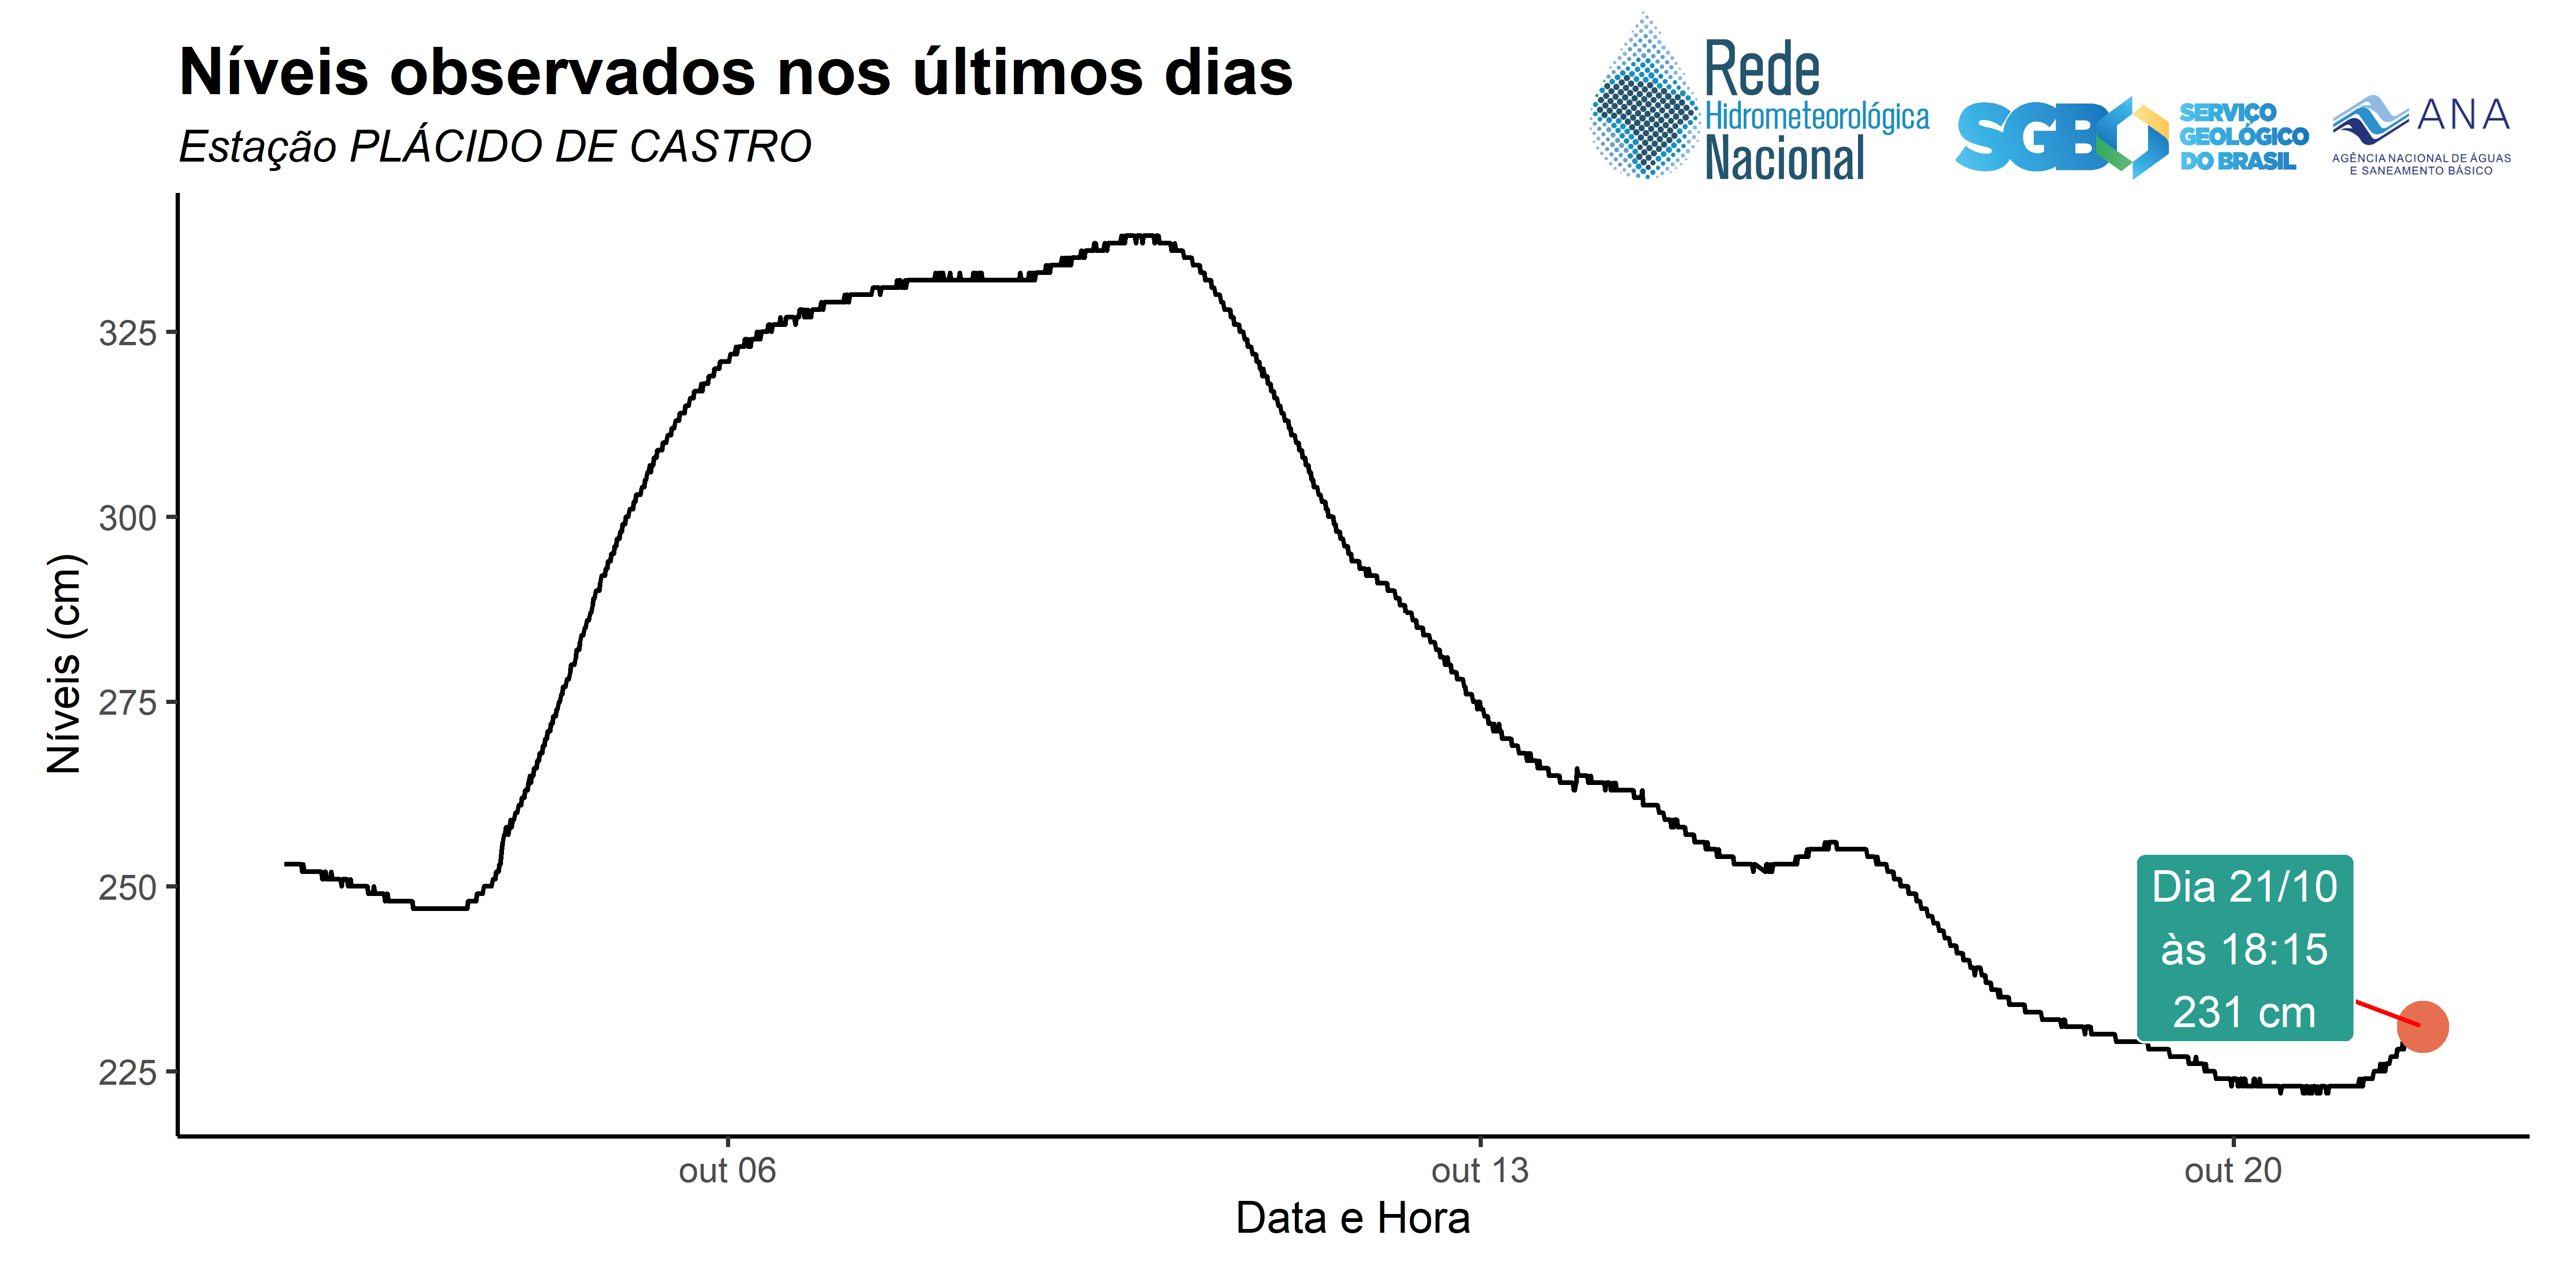 Níveis observados nos últimos dias
Estação PLÁCIDO DE CASTRO
Rede
Hidrometeorológica
Nacional
SGB
SERVIÇO
GEOLÓGICO
DO BRASIL
ANA
AGÊNCIA NACIONAL DE ÁGUAS
E SANEAMENTO BÁSICO
Níveis (cm)
325
300
275
250
225
Dia 21/10
às 18:15
231 cm
out 06
out 13
out 20
Data e Hora